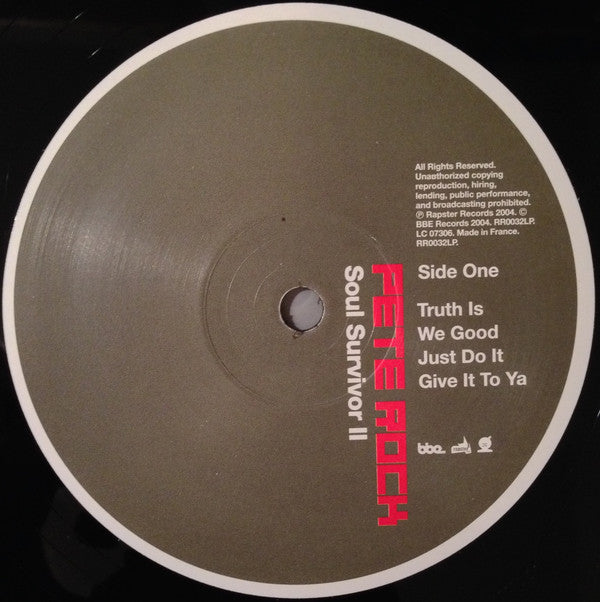 All Rights Reserved.
Unauthorized copying
reproduction, hiring,
lending, public performance,
and broadcasting prohibited.
℗ Rapster Records 2004. ©
BBE Records 2004. RR0032LP.
LC 07306. Made in France.
RR0032LP.
Side One
Truth Is
We Good
Just Do It
Give It To Ya
bbe
PETE ROCK
Soul Survivor II